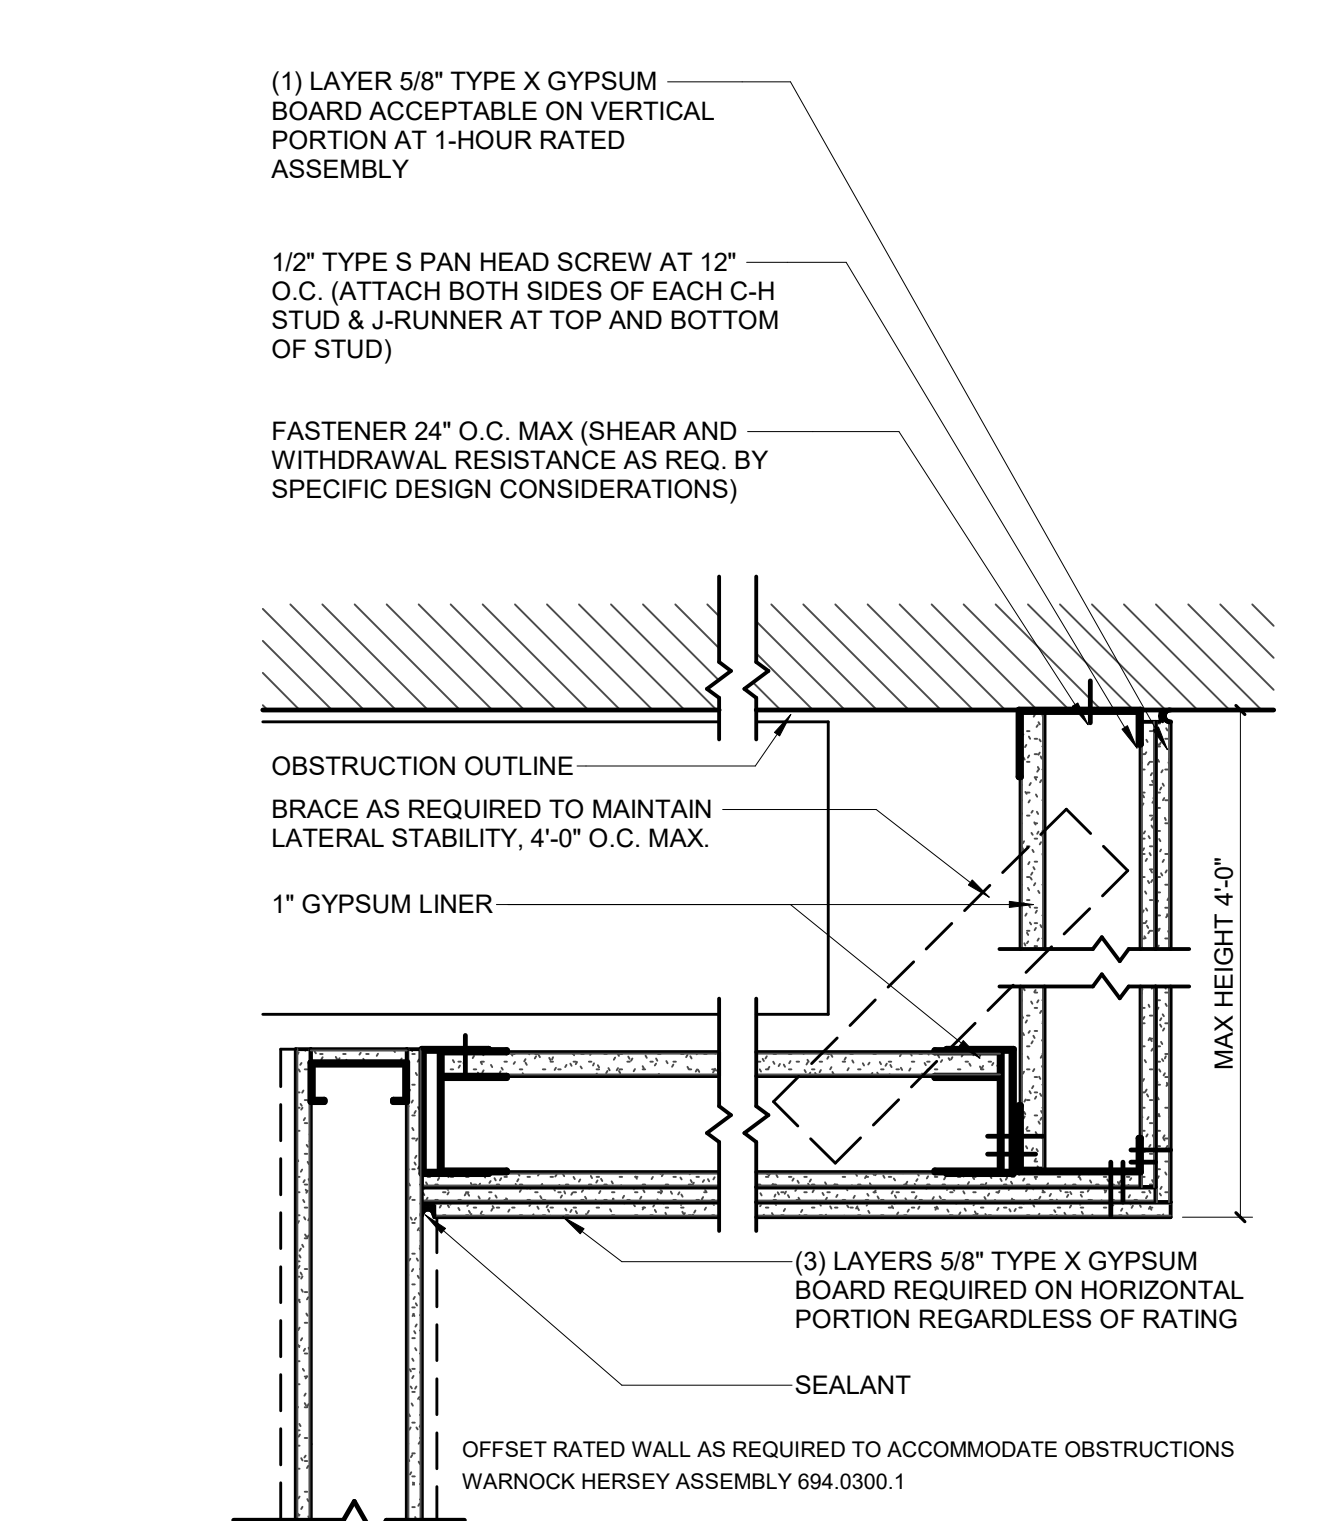 (1) LAYER 5/8" TYPE X GYPSUM
BOARD ACCEPTABLE ON VERTICAL
PORTION AT 1-HOUR RATED
ASSEMBLY
1/2" TYPE S PAN HEAD SCREW AT 12"
O.C. (ATTACH BOTH SIDES OF EACH C-H
STUD & J-RUNNER AT TOP AND BOTTOM
OF STUD)
FASTENER 24" O.C. MAX (SHEAR AND
WITHDRAWAL RESISTANCE AS REQ. BY
SPECIFIC DESIGN CONSIDERATIONS)
OBSTRUCTION OUTLINE
BRACE AS REQUIRED TO MAINTAIN
LATERAL STABILITY, 4'-0" O.C. MAX.
1" GYPSUM LINER
MAX HEIGHT 4'-0"
(3) LAYERS 5/8" TYPE X GYPSUM
BOARD REQUIRED ON HORIZONTAL
PORTION REGARDLESS OF RATING
SEALANT
OFFSET RATED WALL AS REQUIRED TO ACCOMMODATE OBSTRUCTIONS
WARNOCK HERSEY ASSEMBLY 694.0300.1